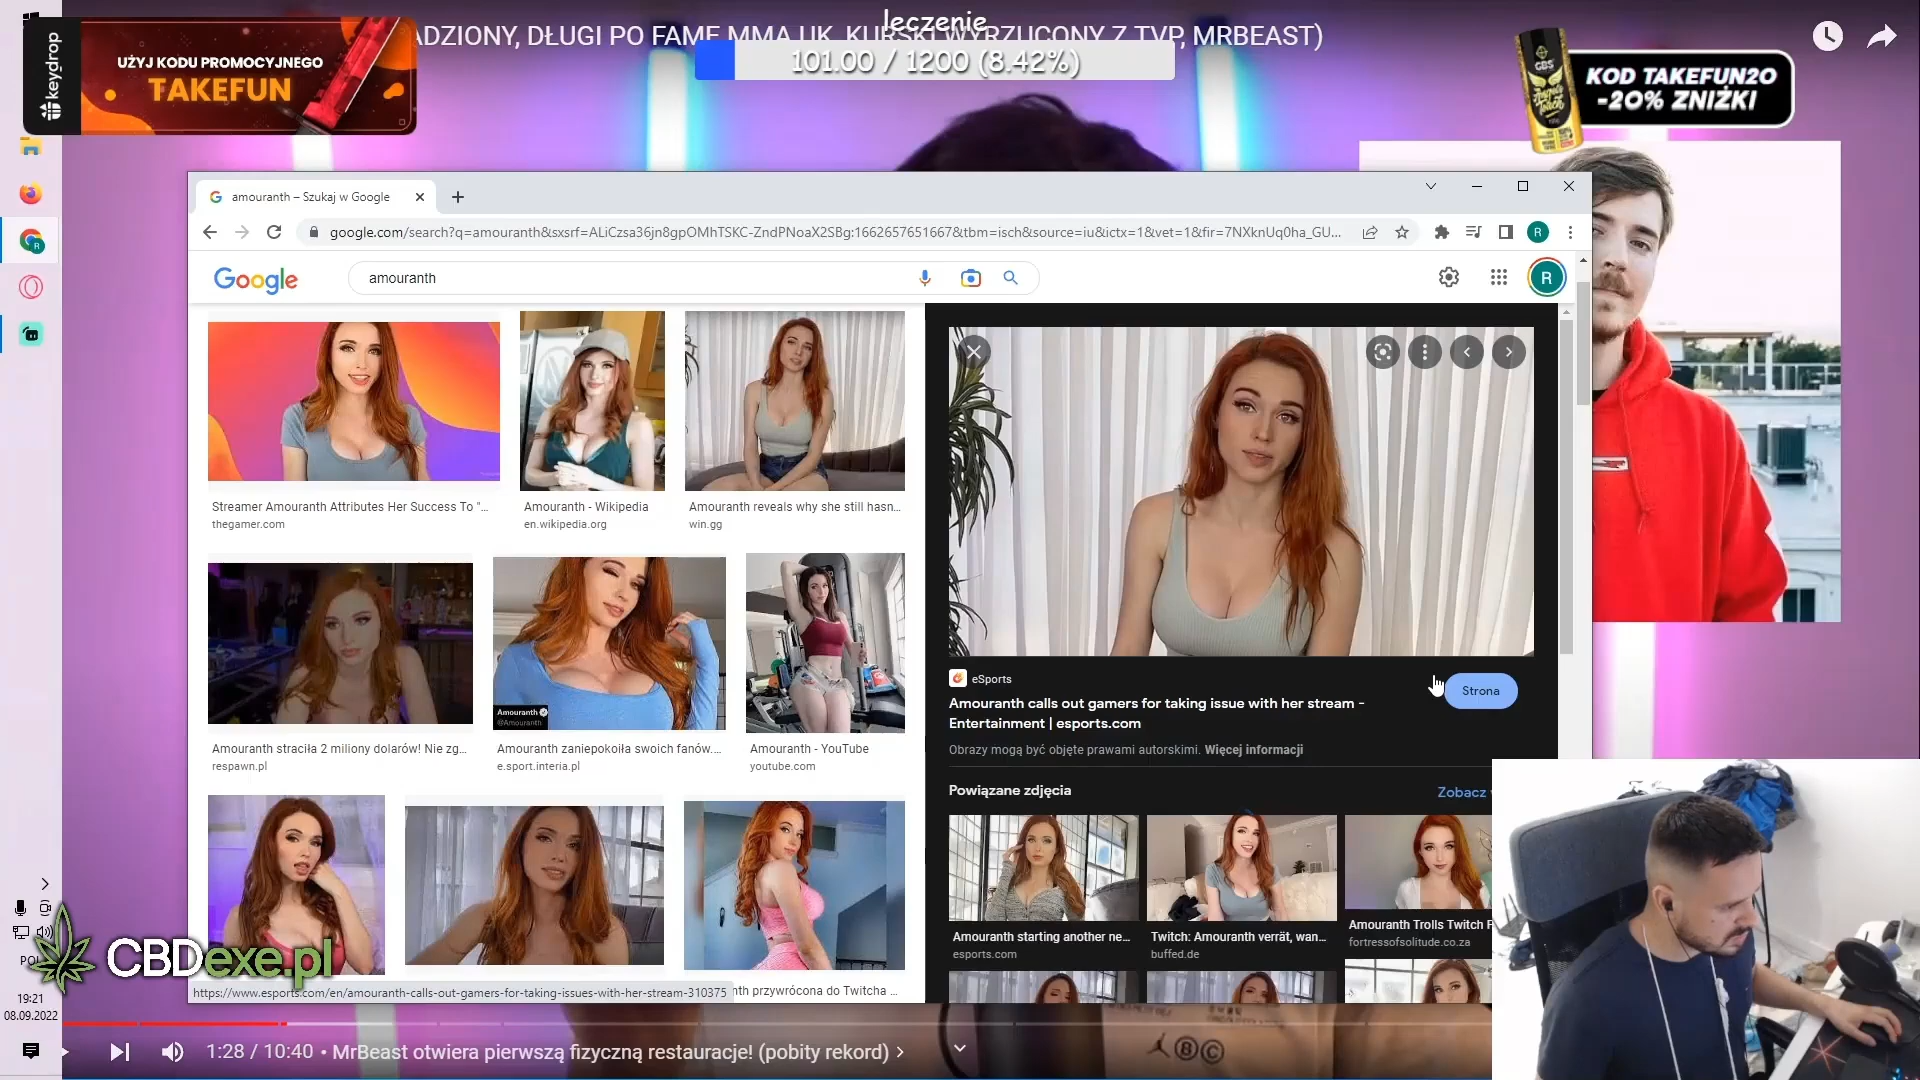 ADZIONY, DŁUGI PO FAME MMA UK, KURSKI WYRZUCONY Z TVP, MRBEAST)
leczenie
101.00 / 1200 (8.42%)
keydrop
UŻYJ KODU PROMOCYJNEGO
TAKEFUN
KOD TAKEFUN20
-20% ZNIŻKI
amouranth – Szukaj w Google
google.com/search?q=amouranth&sxsrf=ALiCzsa36jn8gpOMhTSKC-ZndPNoaX2SBg:1662657651667&tbm=isch&source=iu&ictx=1&vet=1&fir=7NXknUq0ha_GU...
R
Google
amouranth
R
Streamer Amouranth Attributes Her Success To "...
thegamer.com
Amouranth - Wikipedia
en.wikipedia.org
Amouranth reveals why she still hasn...
win.gg
Amouranth
@Amouranth
Amouranth straciła 2 miliony dolarów! Nie zg...
respawn.pl
Amouranth zaniepokoiła swoich fanów....
e.sport.interia.pl
Amouranth - YouTube
youtube.com
nth przywrócona do Twitcha ...
https://www.esports.com/en/amouranth-calls-out-gamers-for-taking-issues-with-her-stream-310375
eSports
Amouranth calls out gamers for taking issue with her stream -
Entertainment | esports.com
Strona
Obrazy mogą być objęte prawami autorskimi. Więcej informacji
Powiązane zdjęcia
Zobacz
Amouranth starting another ne...
esports.com
Twitch: Amouranth verrät, wan...
buffed.de
Amouranth Trolls Twitch
fortressofsolitude.co.za
CBDexe.pl
19:21
08.09.2022
1:28 / 10:40 • MrBeast otwiera pierwszą fizyczną restauracje! (pobity rekord)